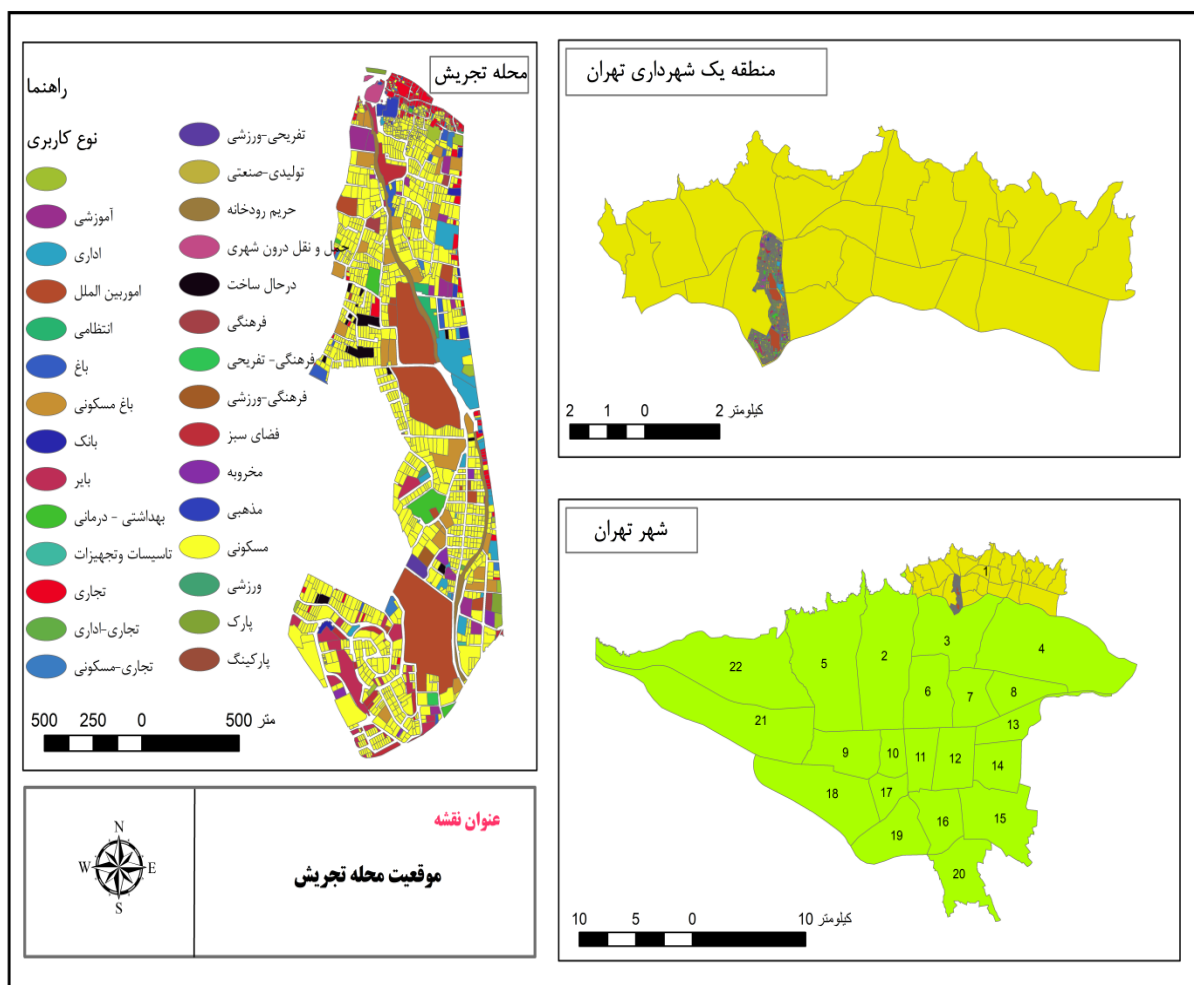 محله تجریش
راهنما
نوع کاربری
آموزشی
اداری
اموربین الملل
انتظامی
باغ
باغ مسکونی
بانک
بایر
بهداشتی - درمانی
تاسیسات وتجهیزات
تجاری
تجاری-اداری
تجاری-مسکونی
تفریحی-ورزشی
تولیدی-صنعتی
حریم رودخانه
حمل و نقل درون شهری
درحال ساخت
فرهنگی
فرهنگی- تفریحی
فرهنگی-ورزشی
فضای سبز
مخروبه
مذهبی
مسکونی
ورزشی
پارک
پارکینگ
500 250 0 500 متر
منطقه یک شهرداری تهران
2 1 0 2 کیلومتر
شهر تهران
1
2
3
4
5
6
7
8
9
10
11
12
13
14
15
16
17
18
19
20
21
22
10 5 0 10 کیلومتر
عنوان نقشه
موقعیت محله تجریش
N
W E
S